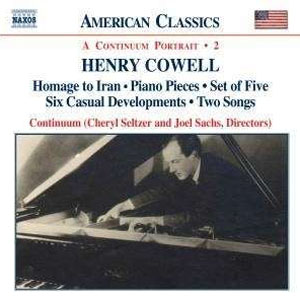 NAXOS
AMERICAN CLASSICS
A CONTINUUM PORTRAIT • 2
HENRY COWELL
Homage to Iran • Piano Pieces • Set of Five
Six Casual Developments • Two Songs
Continuum (Cheryl Seltzer and Joel Sachs, Directors)